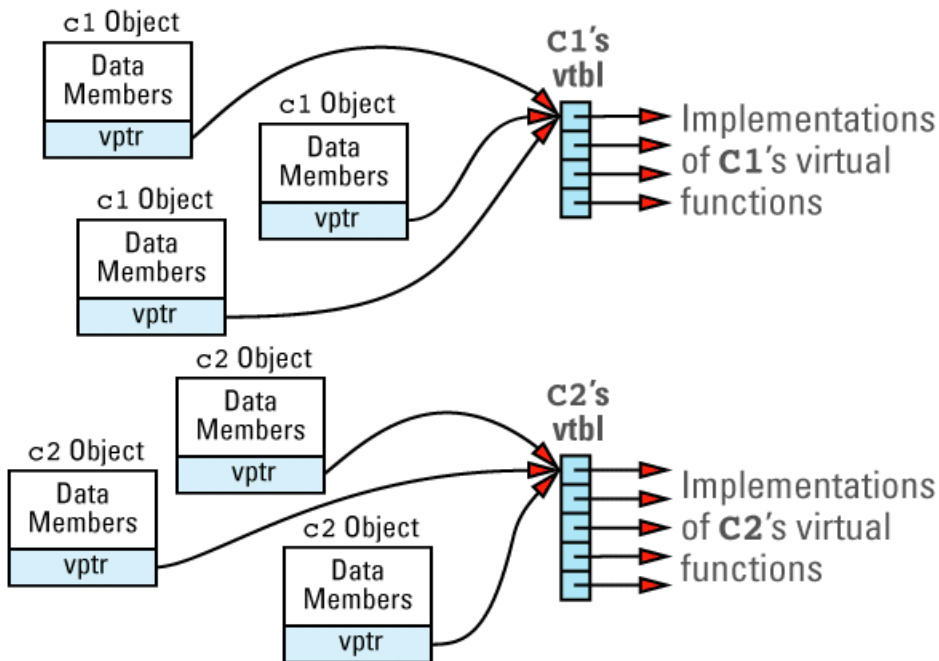 c1 Object
Data
Members
vptr
c1 Object
Data
Members
vptr
c1 Object
Data
Members
vptr
C1's
vtbl
Implementations
of C1's virtual
functions
c2 Object
Data
Members
vptr
c2 Object
Data
Members
vptr
c2 Object
Data
Members
vptr
C2's
vtbl
Implementations
of C2's virtual
functions